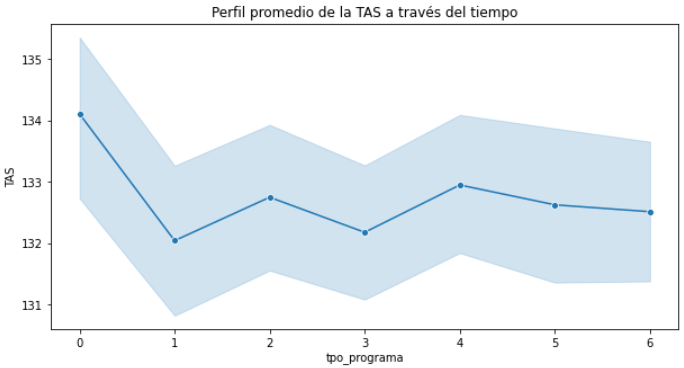 Perfil promedio de la TAS a través del tiempo
135
134
133
132
131
TAS
0 1 2 3 4 5 6
tpo_programa